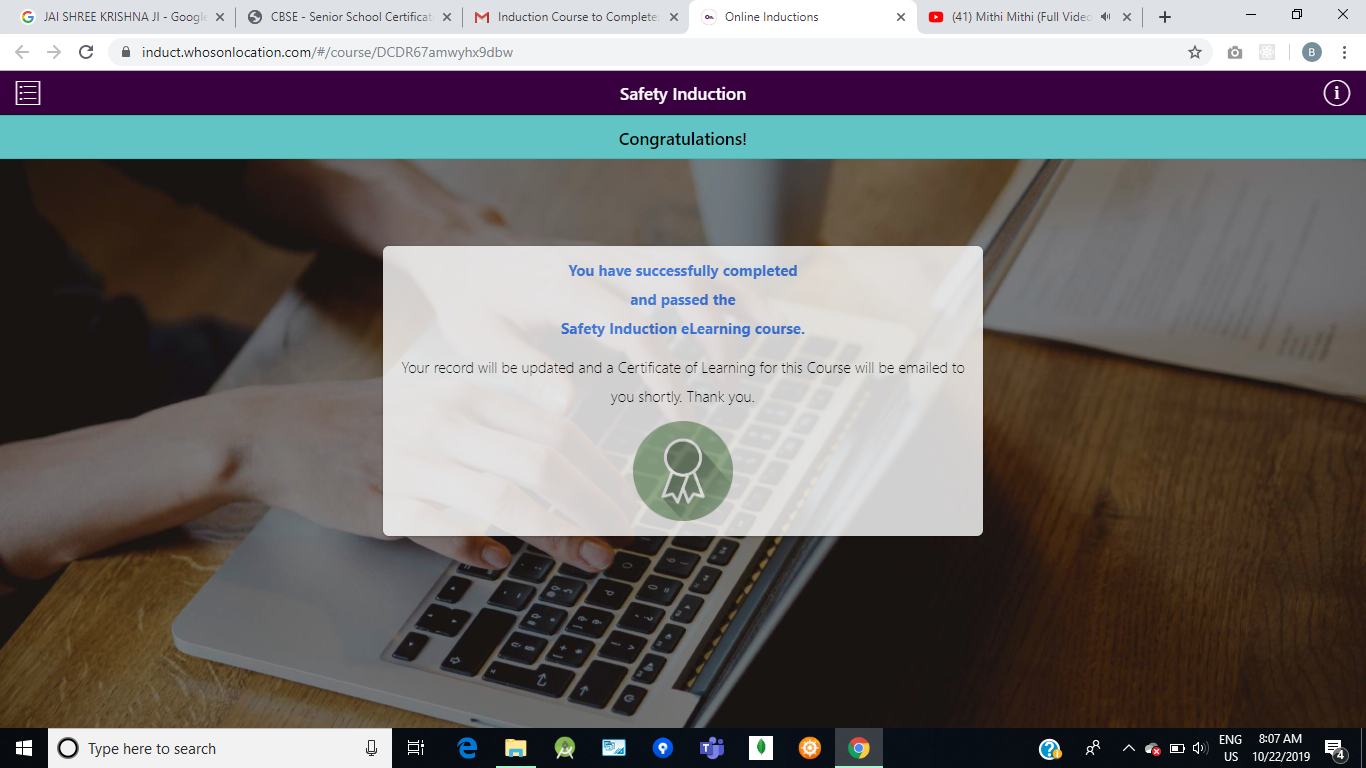 JAI SHREE KRISHNA JI - Google
CBSE - Senior School Certificat
Induction Course to Complete:
On.
Online Inductions
(41) Mithi Mithi (Full Video
induct.whosonlocation.com/#/course/DCDR67amwyhx9dbw
B
Safety Induction
i
Congratulations!
You have successfully completed
and passed the
Safety Induction eLearning course.
Your record will be updated and a Certificate of Learning for this Course will be emailed to
you shortly. Thank you.
Type here to search
ENG
US
8:07 AM
10/22/2019
4